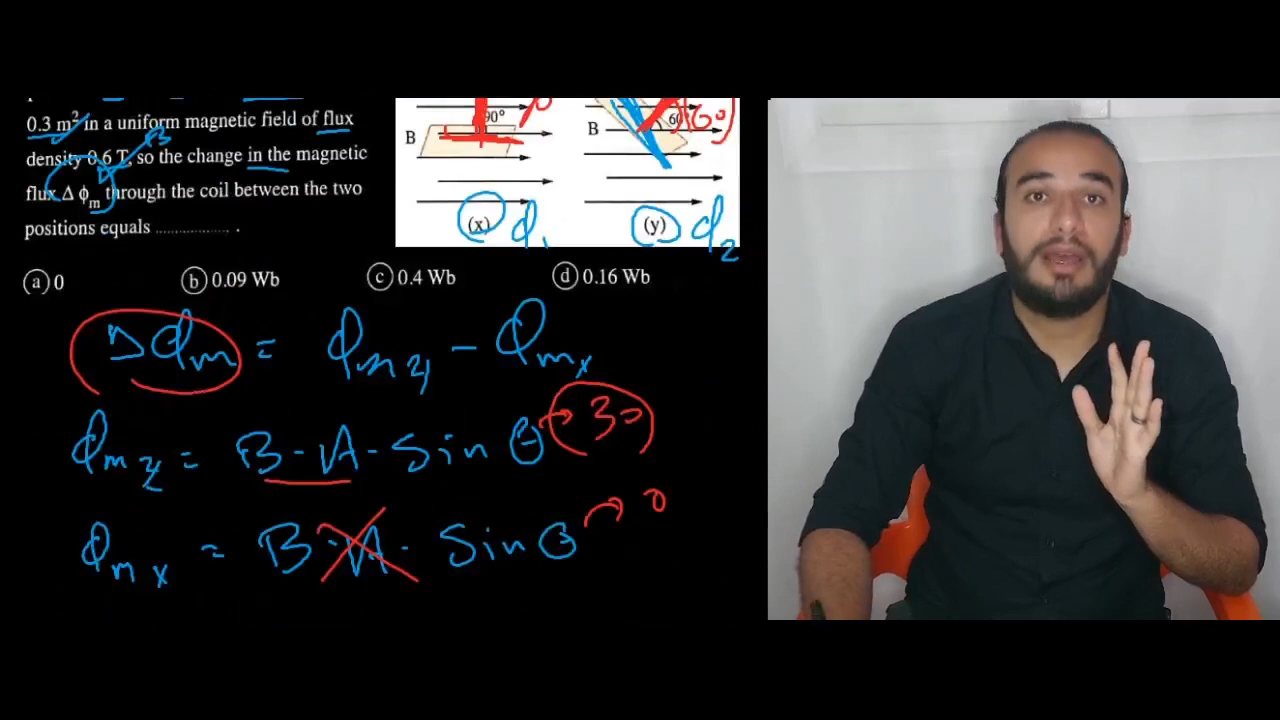 0.3 m² in a uniform magnetic field of flux
density 0.6 T, so the change in the magnetic
flux Δ ϕm through the coil between the two
positions equals .................. .
90°
B
(x)
ϕ1
60°
B
(y)
ϕ2
a 0
b 0.09 Wb
c 0.4 Wb
d 0.16 Wb
Δϕm = ϕmy - ϕmx
ϕmy = B · A · sin θ → 30
ϕmx = B · A · sin θ → 0